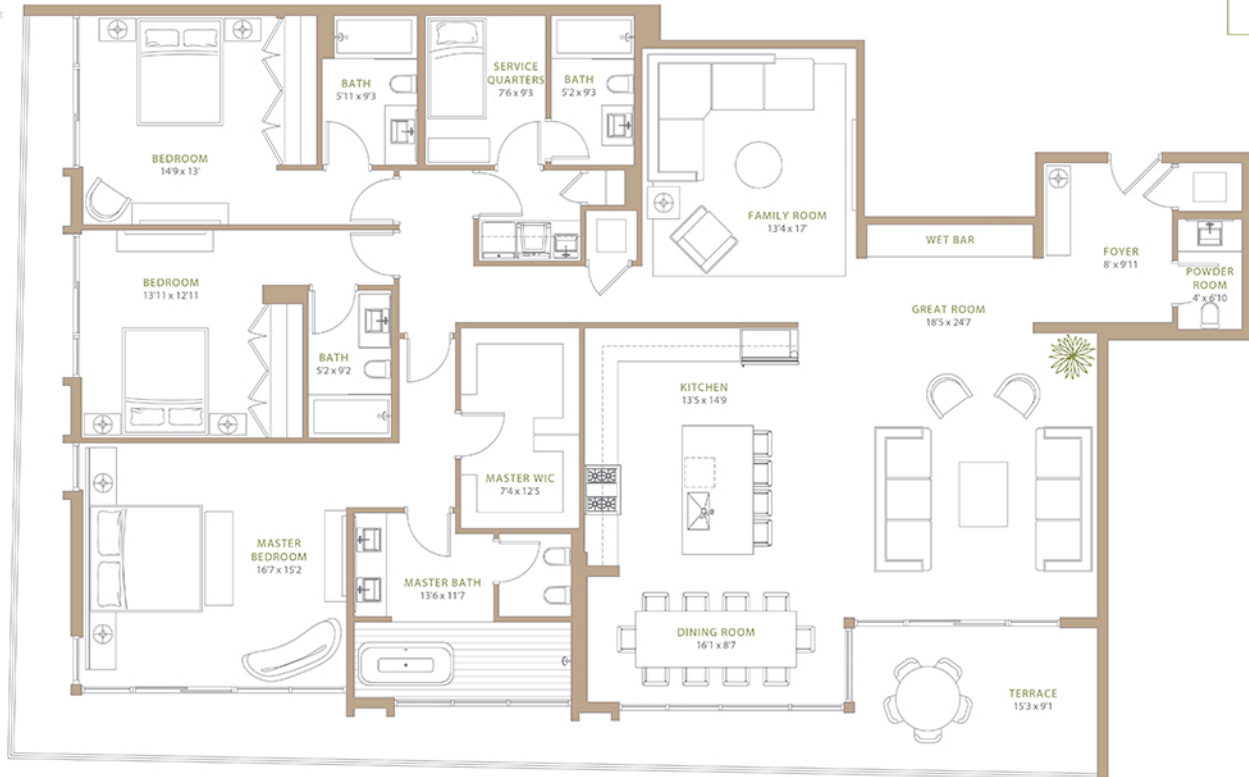 BATH
5'11 x 9'3
SERVICE
QUARTERS
7'6 x 9'3
BATH
5'2 x 9'3
BEDROOM
14'9 x 13'
FAMILY ROOM
13'4 x 17'
WET BAR
FOYER
8' x 9'11
POWDER
ROOM
4' x 6'10
BEDROOM
13'11 x 12'11
GREAT ROOM
18'5 x 24'7
BATH
5'2 x 9'2
KITCHEN
13'5 x 14'9
MASTER WIC
7'4 x 12'5
MASTER
BEDROOM
16'7 x 15'2
MASTER BATH
13'6 x 11'7
DINING ROOM
16'1 x 8'7
TERRACE
15'3 x 9'1